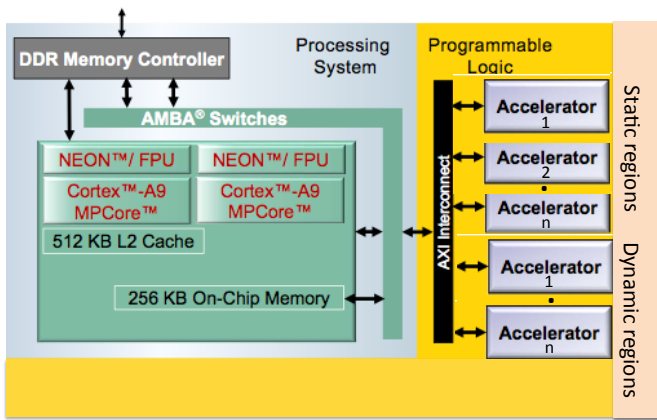 DDR Memory Controller
Processing
System
Programmable
Logic
AMBA® Switches
NEON™/ FPU
NEON™/ FPU
Cortex™-A9
MPCore™
Cortex™-A9
MPCore™
512 KB L2 Cache
256 KB On-Chip Memory
AXI Interconnect
Accelerator
1
Accelerator
2
Accelerator
n
Accelerator
1
Accelerator
n
Static regions
Dynamic regions